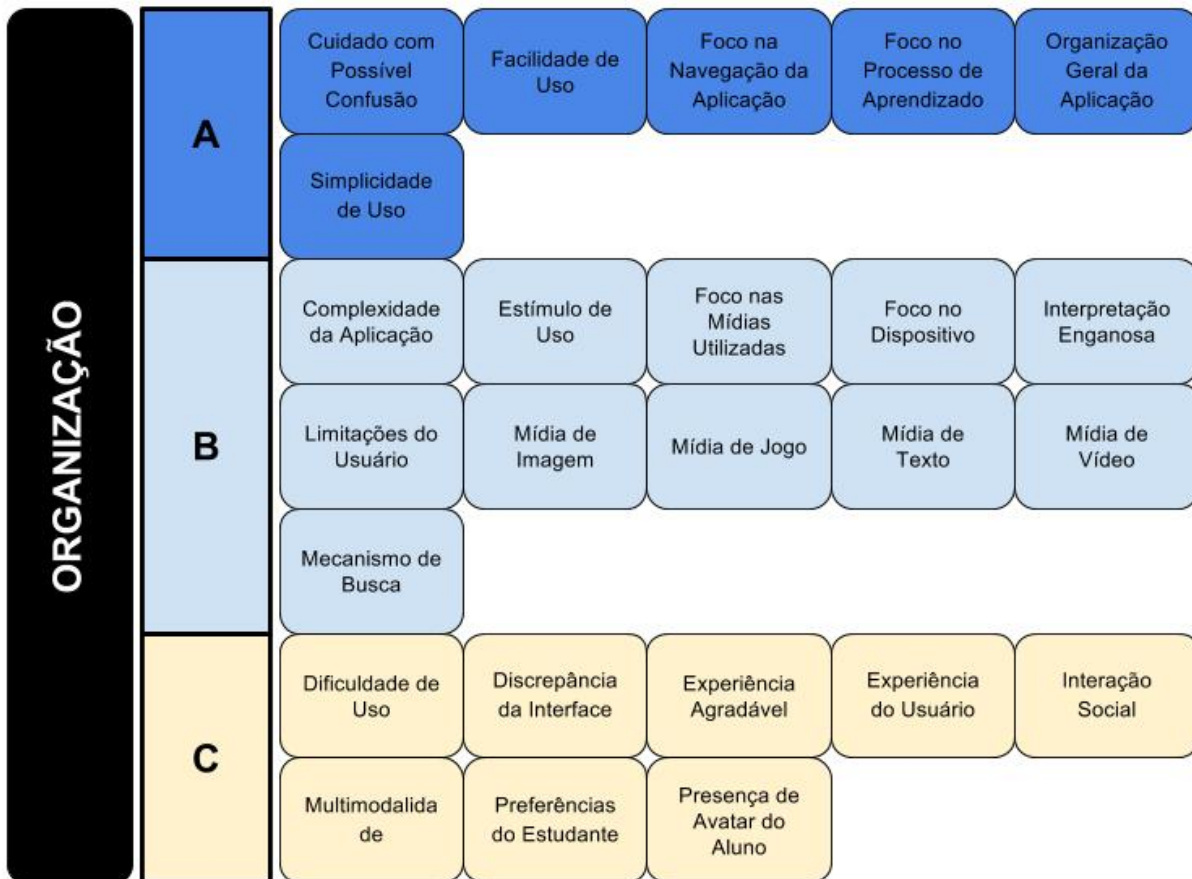 ORGANIZAÇÃO
A
Cuidado com
Possível
Confusão
Facilidade de
Uso
Foco na
Navegação da
Aplicação
Foco no
Processo de
Aprendizado
Organização
Geral da
Aplicação
Simplicidade
de Uso
B
Complexidade
da Aplicação
Estímulo de
Uso
Foco nas
Mídias
Utilizadas
Foco no
Dispositivo
Interpretação
Enganosa
Limitações do
Usuário
Mídia de
Imagem
Mídia de Jogo
Mídia de
Texto
Mídia de
Vídeo
Mecanismo de
Busca
C
Dificuldade de
Uso
Discrepância
da Interface
Experiência
Agradável
Experiência
do Usuário
Interação
Social
Multimodalida
de
Preferências
do Estudante
Presença de
Avatar do
Aluno